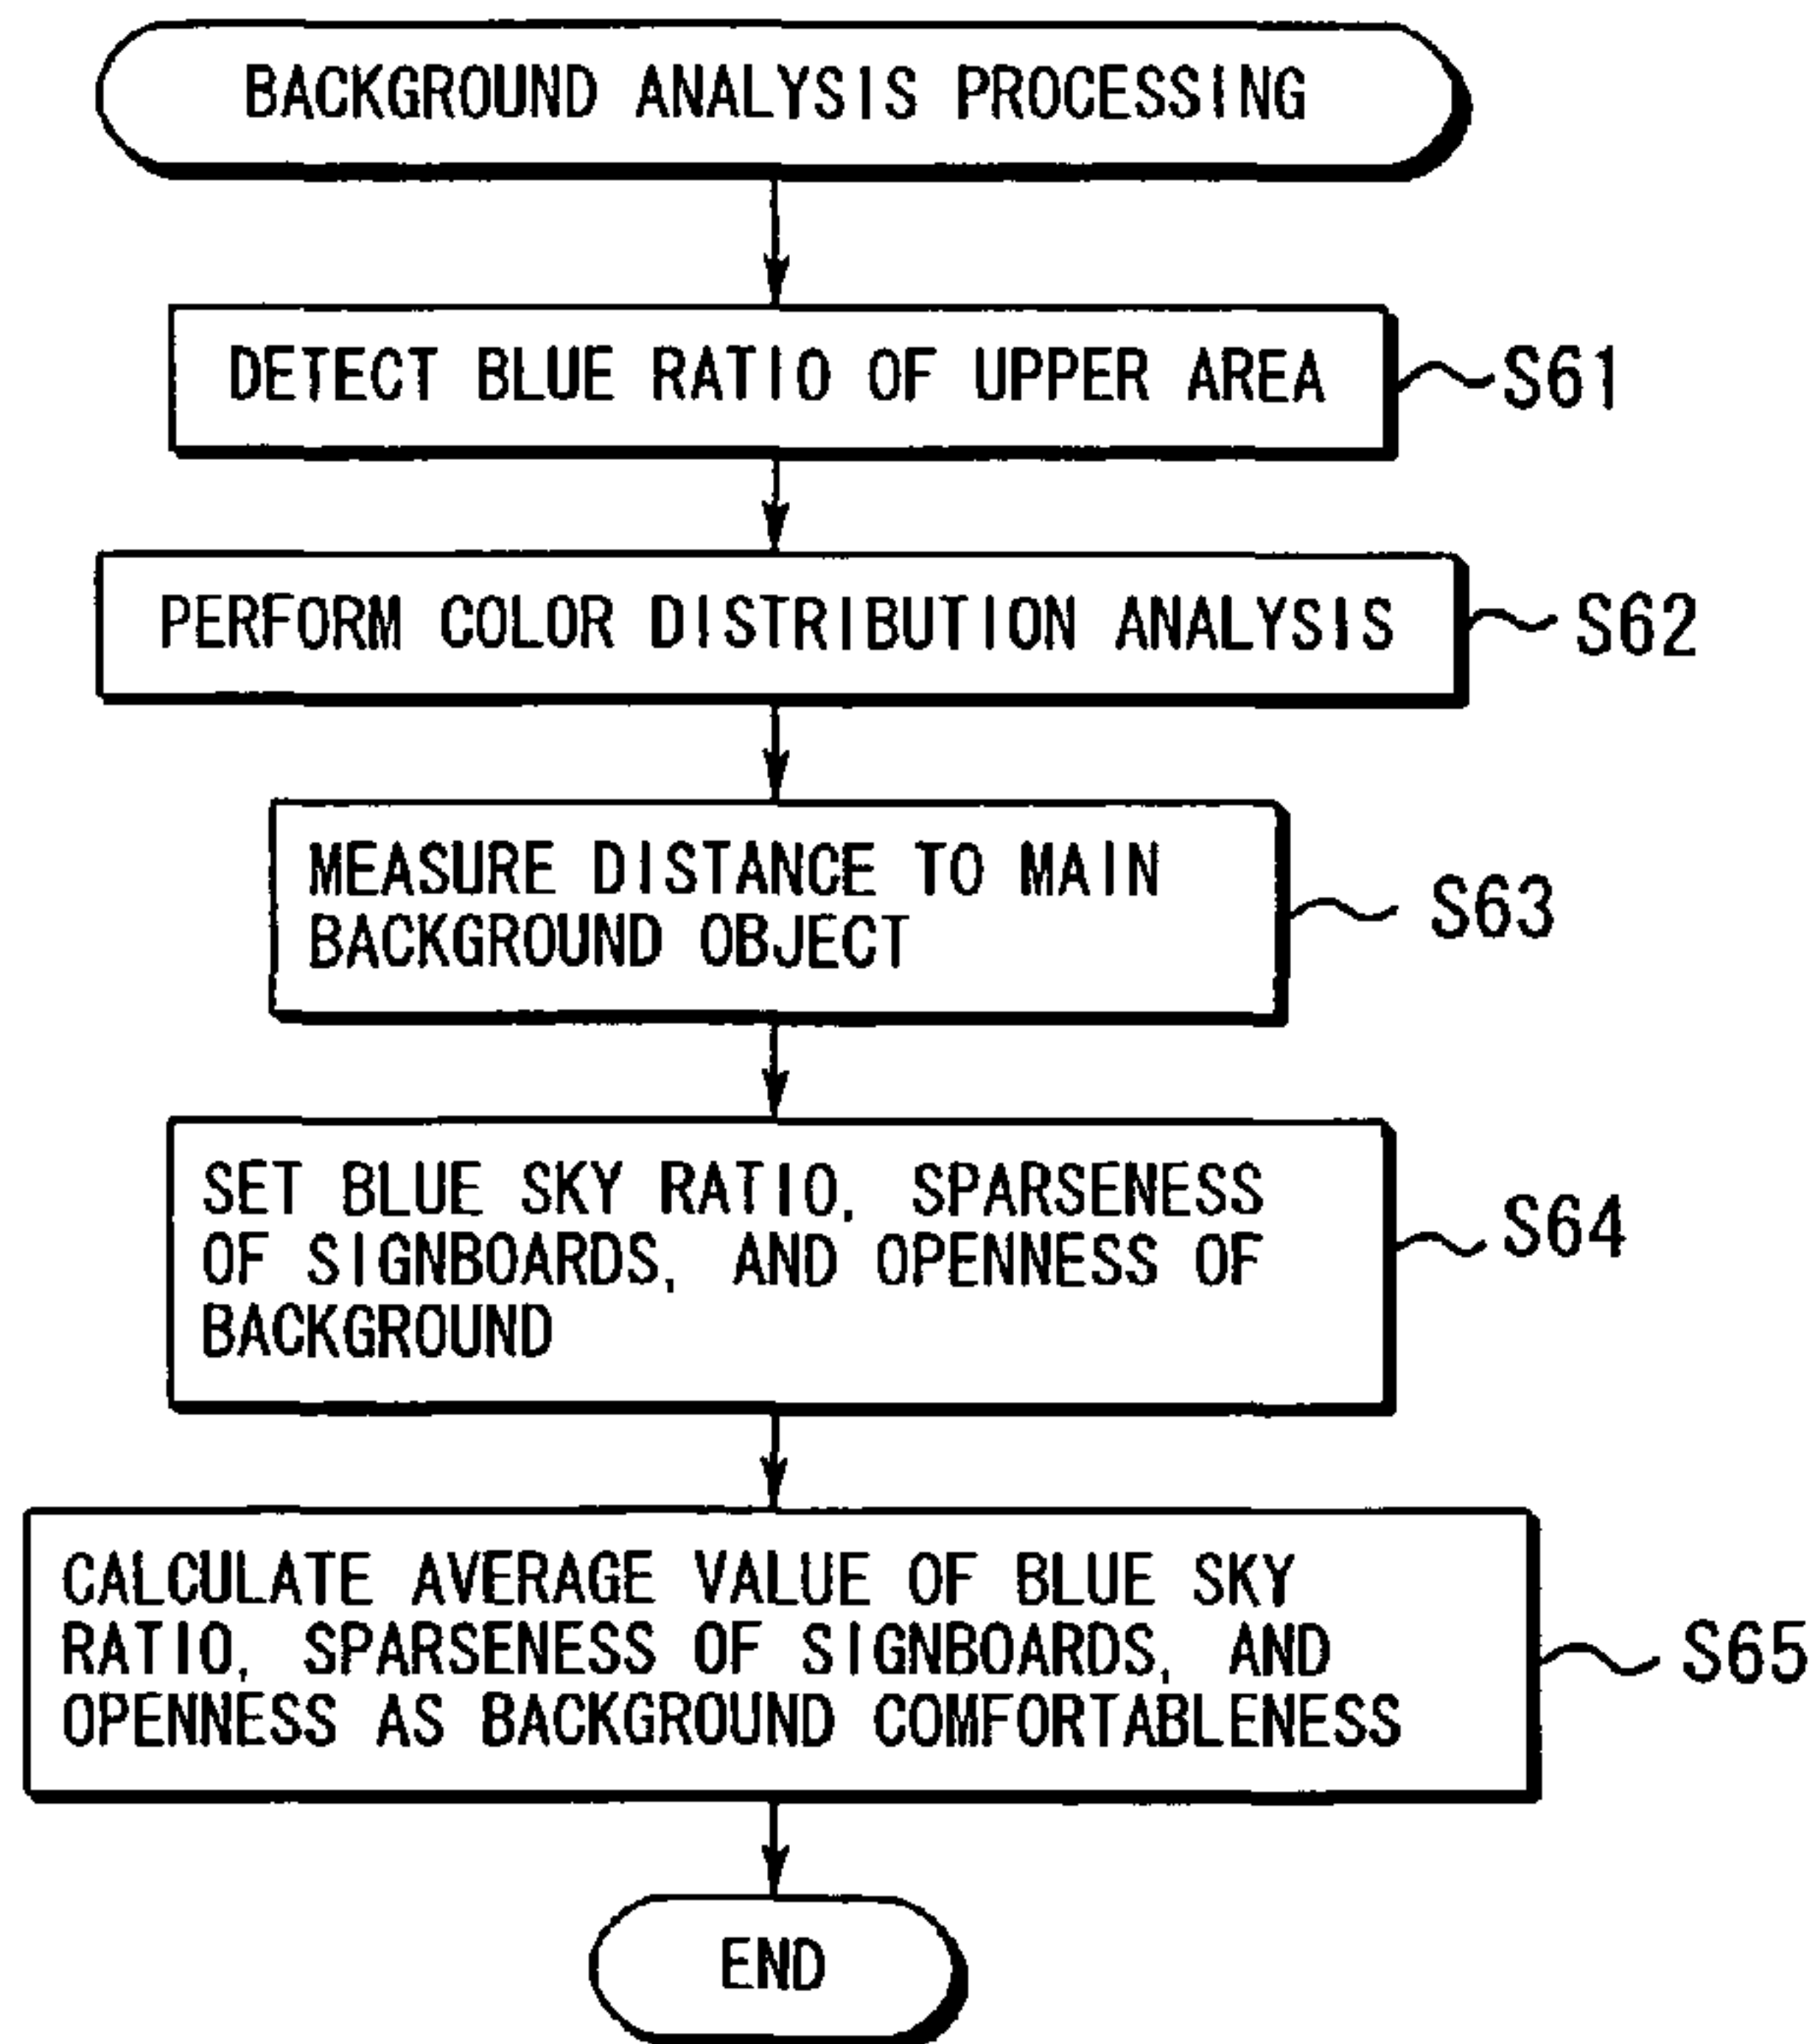 BACKGROUND ANALYSIS PROCESSING
DETECT BLUE RATIO OF UPPER AREA
S61
PERFORM COLOR DISTRIBUTION ANALYSIS
S62
MEASURE DISTANCE TO MAIN
BACKGROUND OBJECT
S63
SET BLUE SKY RATIO, SPARSENESS
OF SIGNBOARDS, AND OPENNESS OF
BACKGROUND
S64
CALCULATE AVERAGE VALUE OF BLUE SKY
RATIO, SPARSENESS OF SIGNBOARDS, AND
OPENNESS AS BACKGROUND COMFORTABLENESS
S65
END